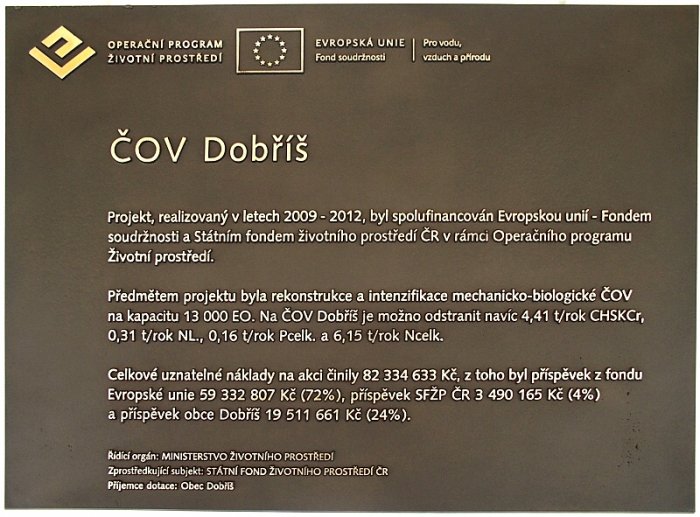 OPERAČNÍ PROGRAM
ŽIVOTNÍ PROSTŘEDÍ
EVROPSKÁ UNIE
Fond soudržnosti
Pro vodu,
vzduch a přírodu
ČOV Dobříš
Projekt, realizovaný v letech 2009 - 2012, byl spolufinancován Evropskou unií - Fondem
soudržnosti a Státním fondem životního prostředí ČR v rámci Operačního programu
Životní prostředí.
Předmětem projektu byla rekonstrukce a intenzifikace mechanicko-biologické ČOV
na kapacitu 13 000 EO. Na ČOV Dobříš je možno odstranit navíc 4,41 t/rok CHSKCr,
0,31 t/rok NL., 0,16 t/rok Pcelk. a 6,15 t/rok Ncelk.
Celkové uznatelné náklady na akci činily 82 334 633 Kč, z toho byl příspěvek z fondu
Evropské unie 59 332 807 Kč (72%), příspěvek SFŽP ČR 3 490 165 Kč (4%)
a příspěvek obce Dobříš 19 511 661 Kč (24%).
Řídící orgán: MINISTERSTVO ŽIVOTNÍHO PROSTŘEDÍ
Zprostředkující subjekt: STÁTNÍ FOND ŽIVOTNÍHO PROSTŘEDÍ ČR
Příjemce dotace: Obec Dobříš